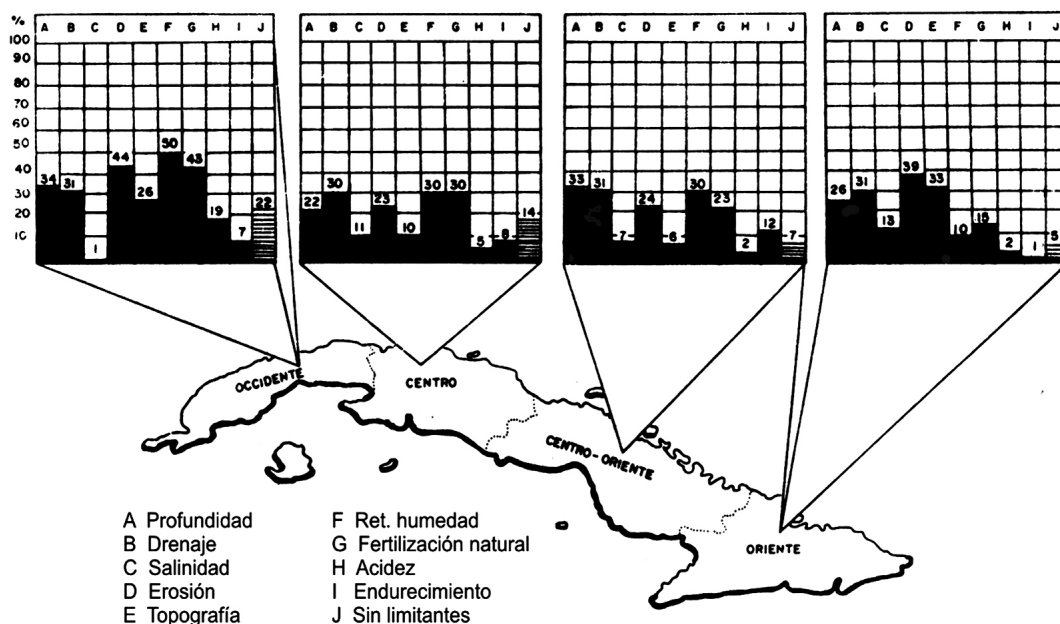 %
A B C D E F G H I J
A B C D E F G H I J
A B C D E F G H I J
A B C D E F G H I J
100
90
80
70
60
50
40
30
20
10
34 31 1 44 26 50 43 19 7 22
22 30 11 23 10 30 30 5 8 14
33 31 7 24 6 30 23 2 12 7
26 31 13 39 33 10 15 2 1 5
OCCIDENTE
CENTRO
CENTRO-ORIENTE
ORIENTE
A Profundidad
B Drenaje
C Salinidad
D Erosión
E Topografía
F Ret. humedad
G Fertilización natural
H Acidez
I Endurecimiento
J Sin limitantes